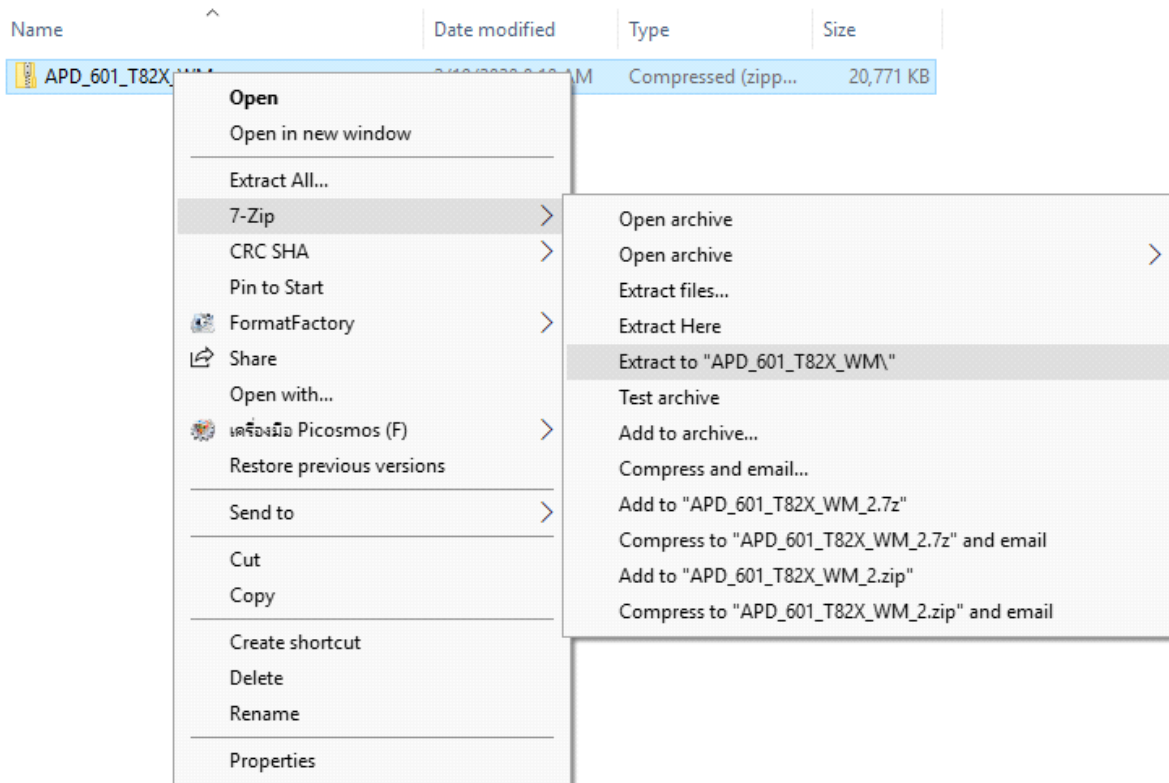 Name Date modified Type Size
APD_601_T82X_WM AM Compressed (zipp... 20,771 KB
Open
Open in new window
Extract All...
7-Zip
CRC SHA
Pin to Start
FormatFactory
Share
Open with...
เครื่องมือ Picosmos (F)
Restore previous versions
Send to
Cut
Copy
Create shortcut
Delete
Rename
Properties
Open archive
Open archive
Extract files...
Extract Here
Extract to "APD_601_T82X_WM\"
Test archive
Add to archive...
Compress and email...
Add to "APD_601_T82X_WM_2.7z"
Compress to "APD_601_T82X_WM_2.7z" and email
Add to "APD_601_T82X_WM_2.zip"
Compress to "APD_601_T82X_WM_2.zip" and email